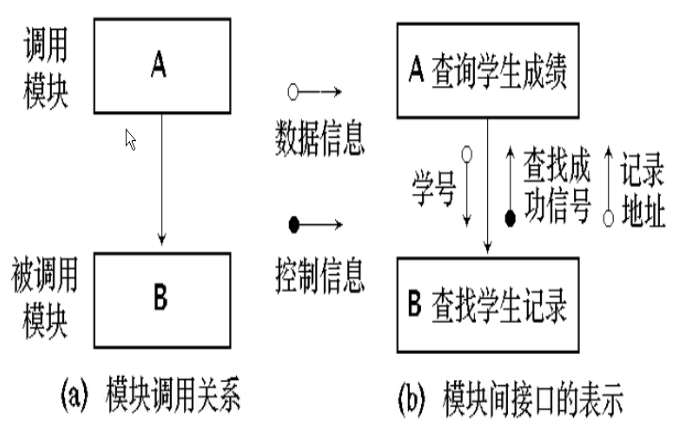 调用
模块
A
数据信息
控制信息
被调用
模块
B
(a) 模块调用关系
A 查询学生成绩
学号
查找成
功信号
记录
地址
B 查找学生记录
(b) 模块间接口的表示